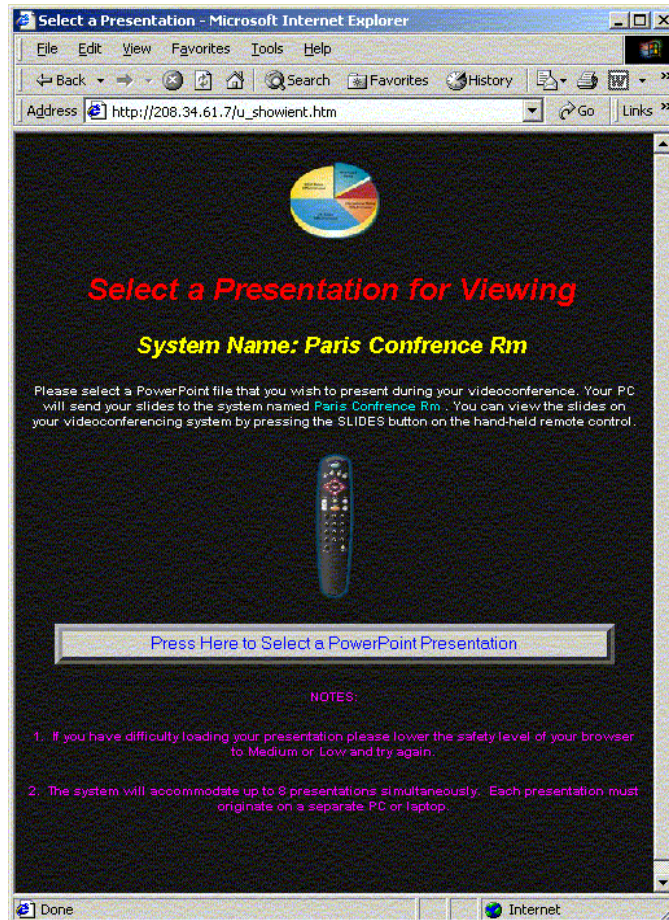 Select a Presentation - Microsoft Internet Explorer
File Edit View Favorites Tools Help
Back Search Favorites History
Address http://208.34.61.7/u_showient.htm Go Links »
Select a Presentation for Viewing
System Name: Paris Confrence Rm
Please select a PowerPoint file that you wish to present during your videoconference. Your PC
will send your slides to the system named Paris Confrence Rm . You can view the slides on
your videoconferencing system by pressing the SLIDES button on the hand-held remote control.
Press Here to Select a PowerPoint Presentation
NOTES:
1. If you have difficulty loading your presentation please lower the safety level of your browser
to Medium or Low and try again.
2. The system will accommodate up to 8 presentations simultaneously. Each presentation must
originate on a separate PC or laptop.
Done Internet